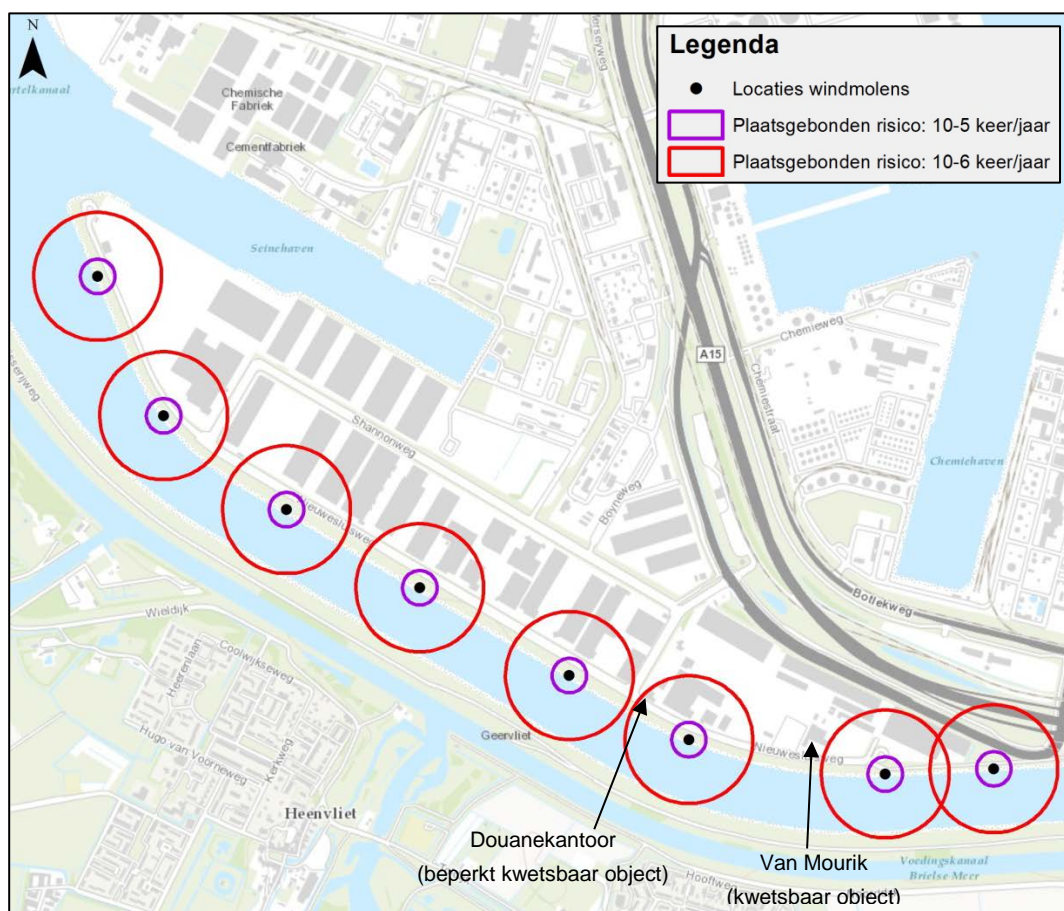 N
Legenda
Locaties windmolens
Plaatsgebonden risico: 10-5 keer/jaar
Plaatsgebonden risico: 10-6 keer/jaar
Chemische
Fabriek
Cementfabriek
Seinehaven
A15
Chemieweg
Chemiestraat
Chemiehaven
Shannonweg
Boyneweg
Botlekweg
Wieldijk
Coolwijkseweg
Heerenlaan
Hugo van Voorneweg
Kerkweg
Geervliet
Heenvliet
Douanekantoor
(beperkt kwetsbaar object)
Van Mourik
(kwetsbaar object)
Voedingskanaal
Brielse Meer
Hooftweg